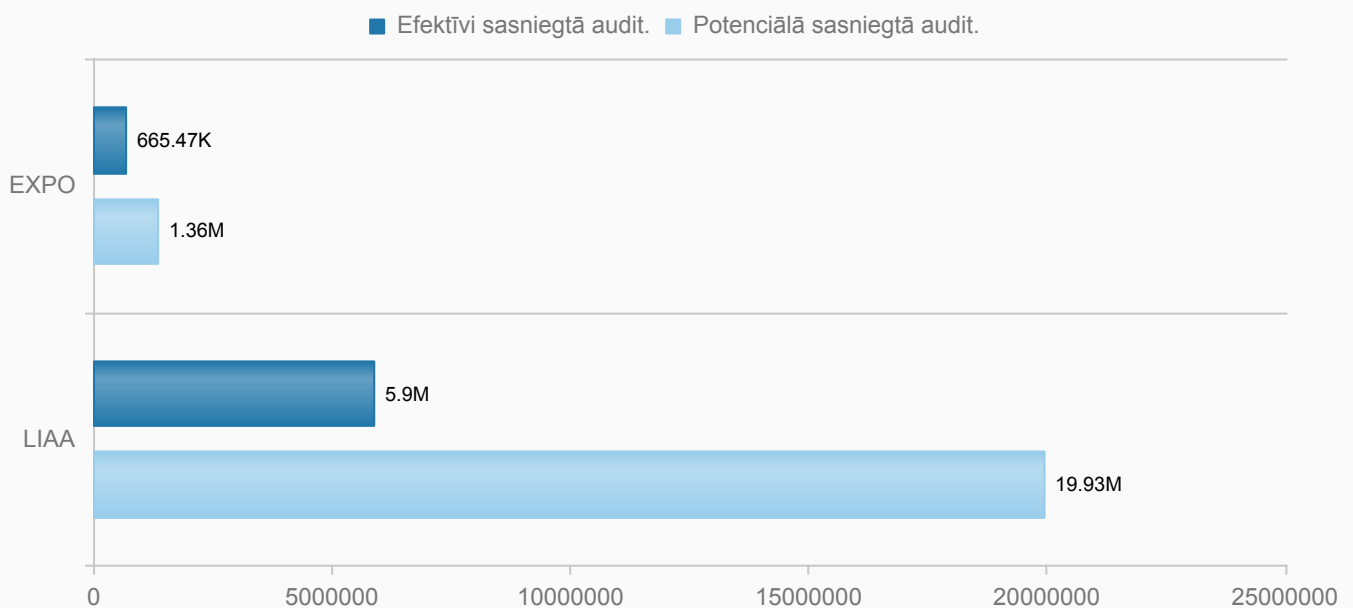 Efektīvi sasniegtā audit. Potenciālā sasniegtā audit.
665.47K
EXPO
1.36M
5.9M
LIAA
19.93M
0 5000000 10000000 15000000 20000000 25000000